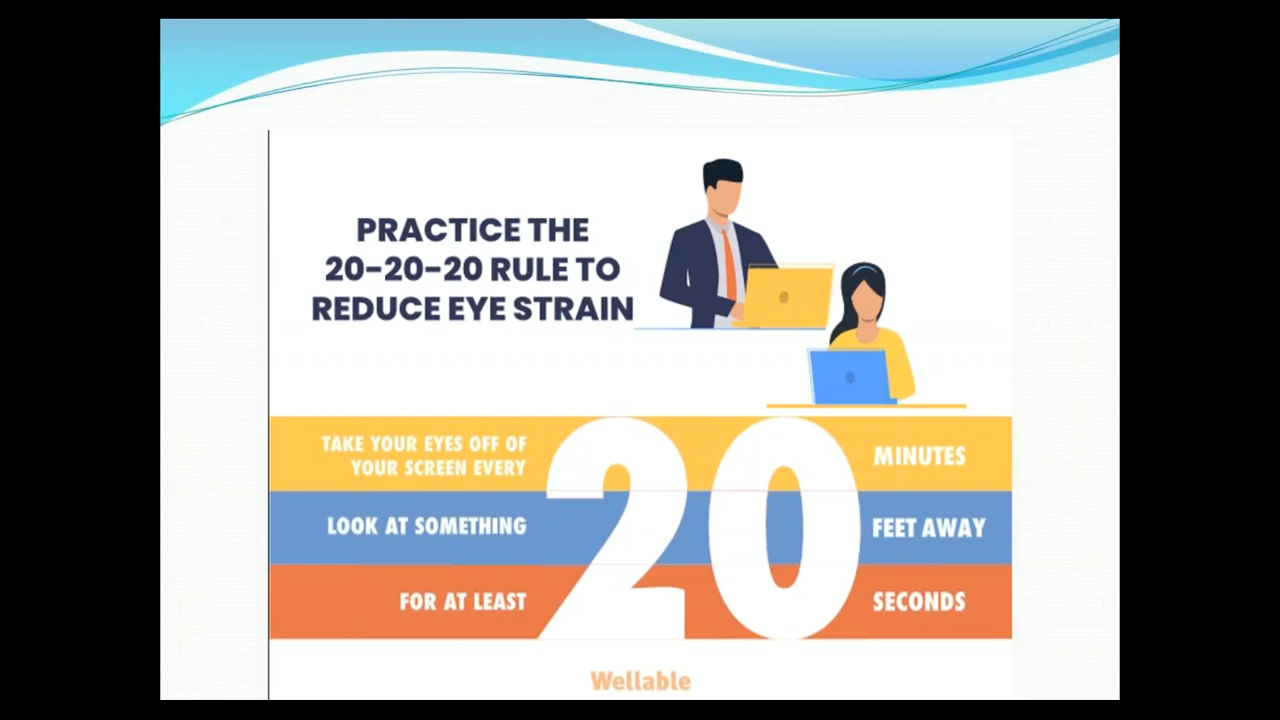 PRACTICE THE
20-20-20 RULE TO
REDUCE EYE STRAIN
TAKE YOUR EYES OFF OF
YOUR SCREEN EVERY
20
MINUTES
LOOK AT SOMETHING
FEET AWAY
FOR AT LEAST
SECONDS
Wellable